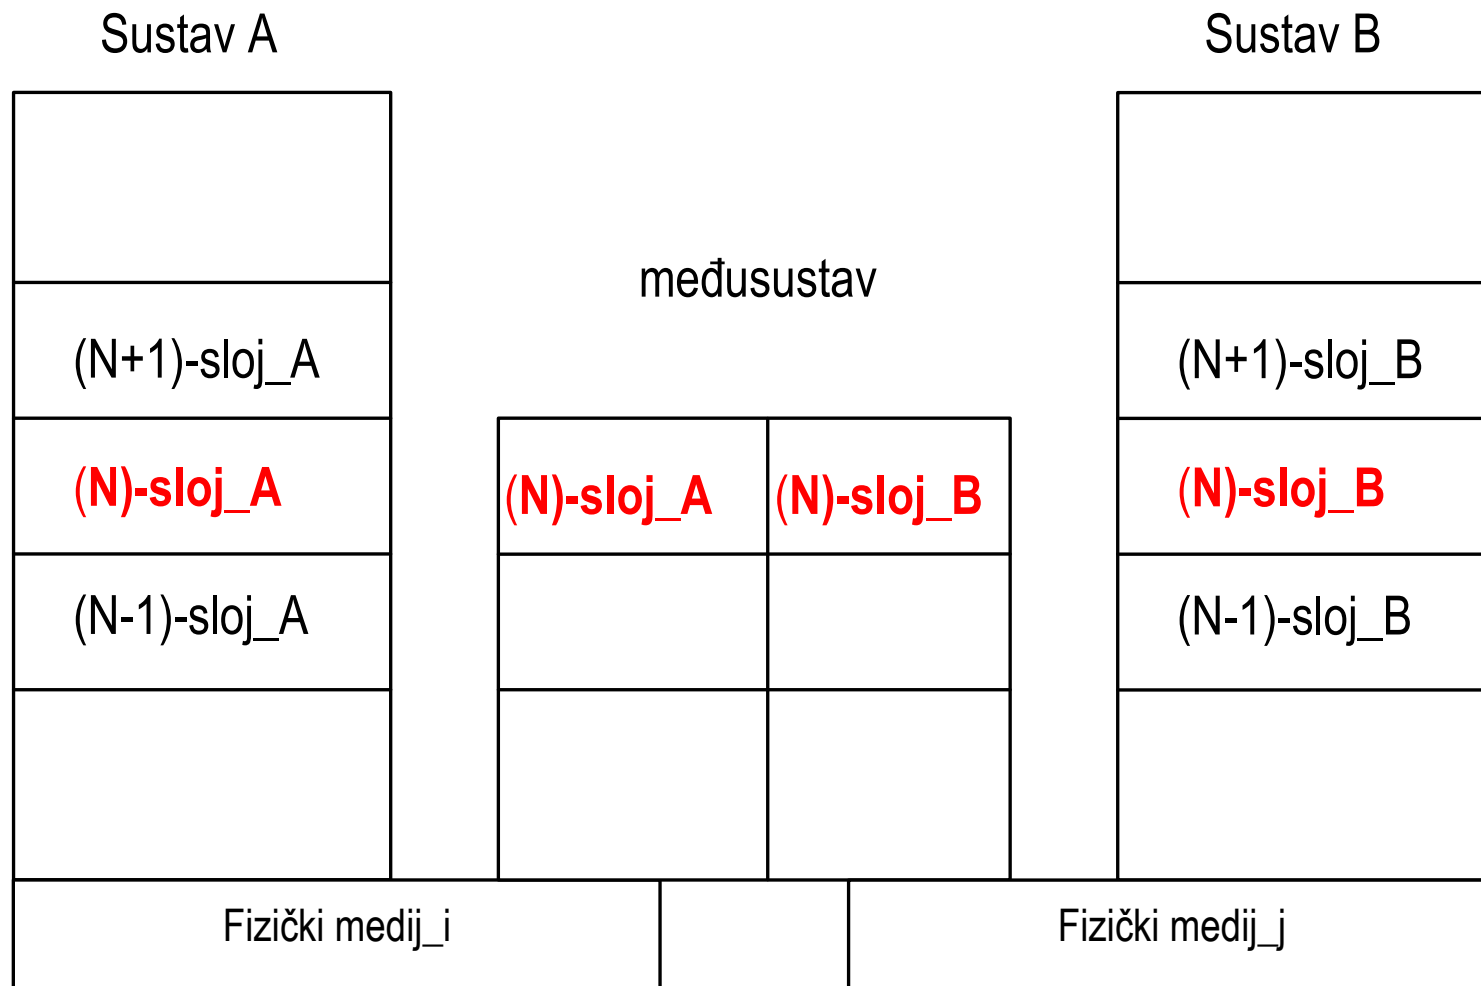 Sustav A
Sustav B
međusustav
(N+1)-sloj_A
(N+1)-sloj_B
(N)-sloj_A
(N)-sloj_A
(N)-sloj_B
(N)-sloj_B
(N-1)-sloj_A
(N-1)-sloj_B
Fizički medij_i
Fizički medij_j